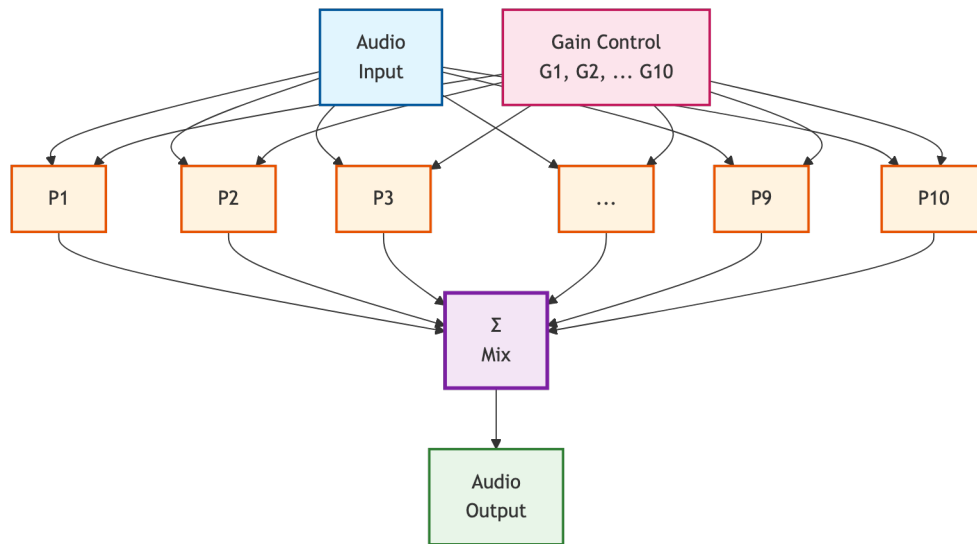 Audio
Input
Gain Control
G1, G2, ... G10
P1
P2
P3
...
P9
P10
Σ
Mix
Audio
Output